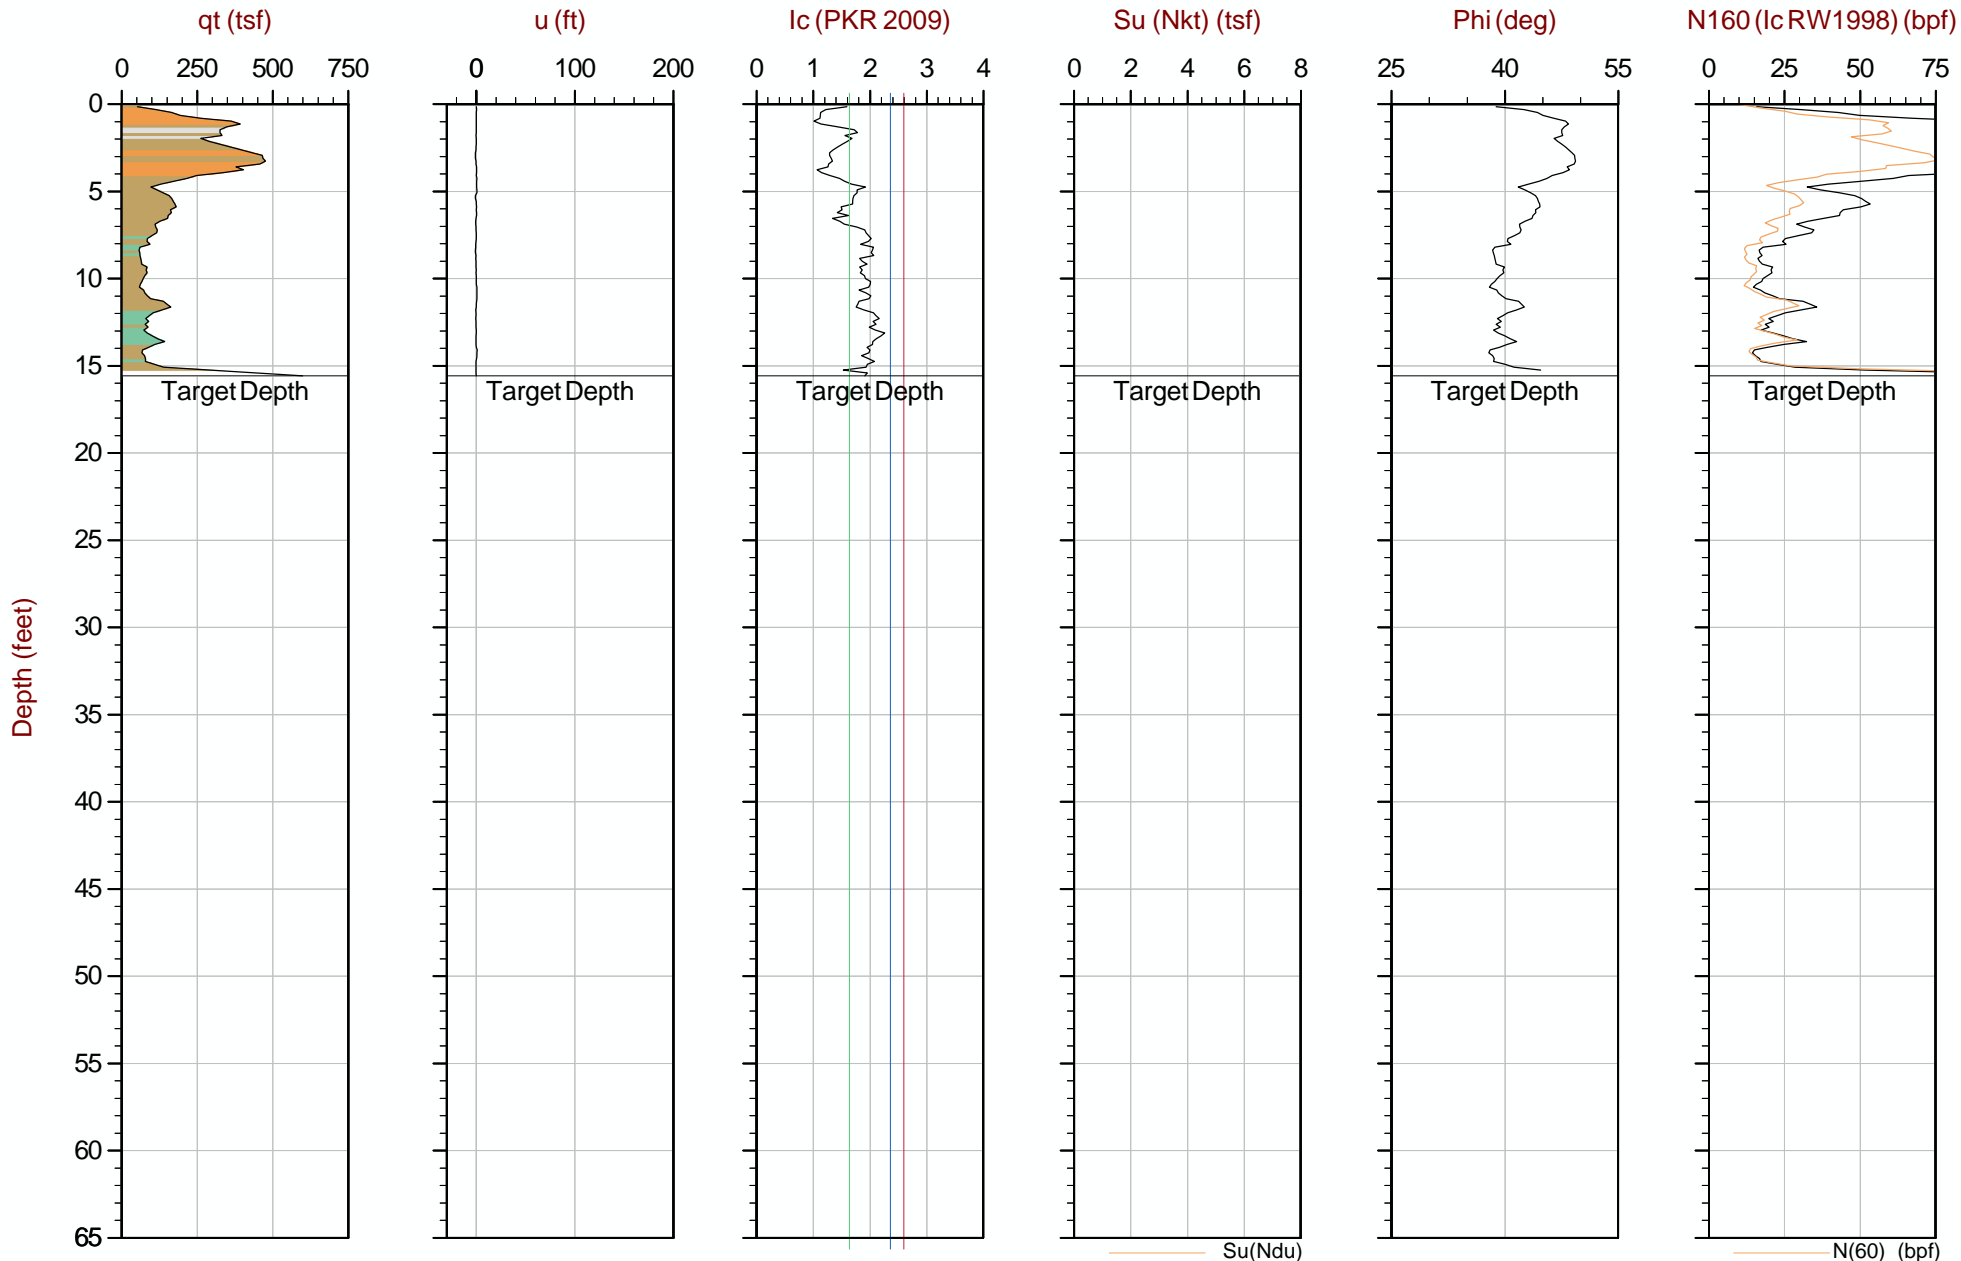 qt (tsf) u (ft) Ic (PKR 2009) Su (Nkt) (tsf) Phi (deg) N160 (Ic RW1998) (bpf)
0 250 500 750 0 100 200 0 1 2 3 4 0 2 4 6 8 25 40 55 0 25 50 75
0
5
10
15
Target Depth Target Depth Target Depth Target Depth Target Depth Target Depth
20
25
30
Depth (feet)
35
40
45
50
55
60
65
Su(Ndu) N(60) (bpf)